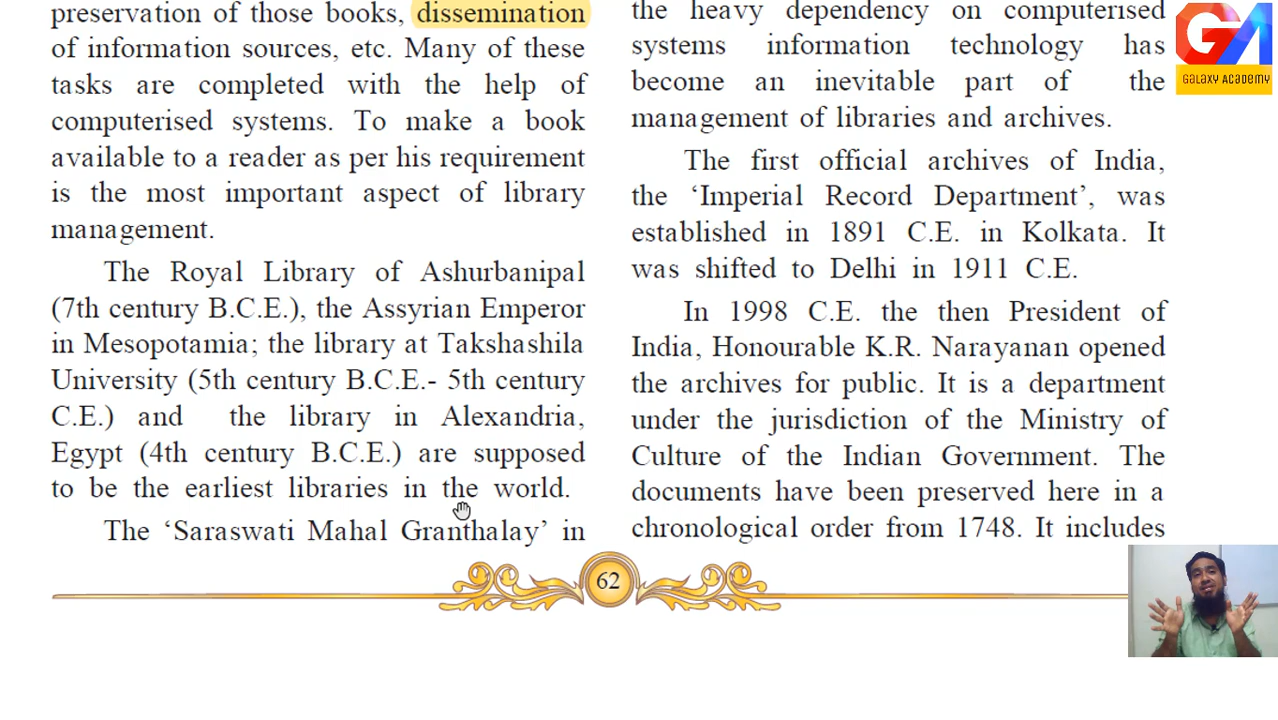 preservation of those books, dissemination
of information sources, etc. Many of these
tasks are completed with the help of
computerised systems. To make a book
available to a reader as per his requirement
is the most important aspect of library
management.
The Royal Library of Ashurbanipal
(7th century B.C.E.), the Assyrian Emperor
in Mesopotamia; the library at Takshashila
University (5th century B.C.E.- 5th century
C.E.) and the library in Alexandria,
Egypt (4th century B.C.E.) are supposed
to be the earliest libraries in the world.
The ‘Saraswati Mahal Granthalay’ in
the heavy dependency on computerised
systems information technology has
become an inevitable part of the
management of libraries and archives.
The first official archives of India,
the ‘Imperial Record Department’, was
established in 1891 C.E. in Kolkata. It
was shifted to Delhi in 1911 C.E.
In 1998 C.E. the then President of
India, Honourable K.R. Narayanan opened
the archives for public. It is a department
under the jurisdiction of the Ministry of
Culture of the Indian Government. The
documents have been preserved here in a
chronological order from 1748. It includes
62
GA
GALAXY ACADEMY